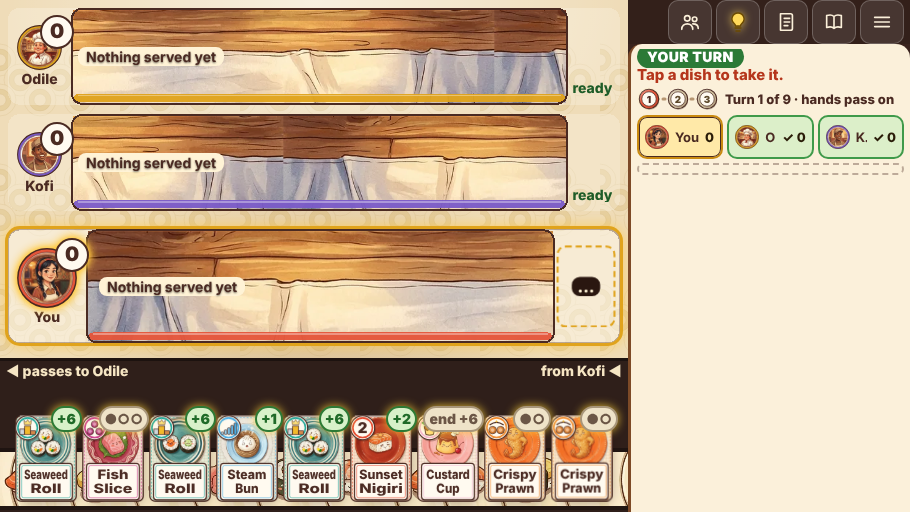 0
Nothing served yet
Odile
ready
0
Nothing served yet
Kofi
ready
0
Nothing served yet
You
...
passes to Odile
from Kofi
+6
+6
+1
+6
2
+2
end +6
Seaweed
Roll
Fish
Slice
Seaweed
Roll
Steam
Bun
Seaweed
Roll
Sunset
Nigiri
Custard
Cup
Crispy
Prawn
Crispy
Prawn
YOUR TURN
Tap a dish to take it.
1 2 3 Turn 1 of 9 · hands pass on
You 0
O ✓ 0
K. ✓ 0